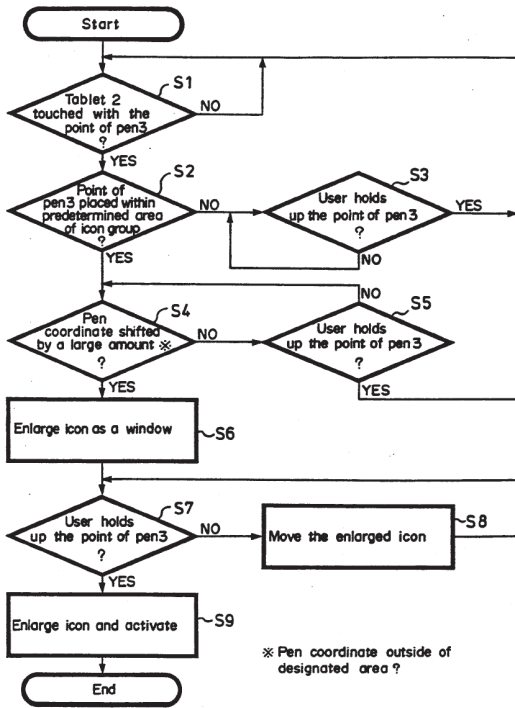 Start
S1
Tablet 2
touched with the
point of pen3
?
NO
YES
S2
Point of
pen3 placed within
predetermined area
of icon group
?
NO
YES
S3
User holds
up the point of pen3
?
YES
NO
S4
Pen
coordinate shifted
by a large amount ※
?
NO
YES
NO
S5
User holds
up the point of pen3
?
YES
Enlarge icon as a window
S6
S7
User holds
up the point of pen3
?
NO
YES
Move the enlarged icon
S8
Enlarge icon and activate
S9
End
※ Pen coordinate outside of
designated area ?